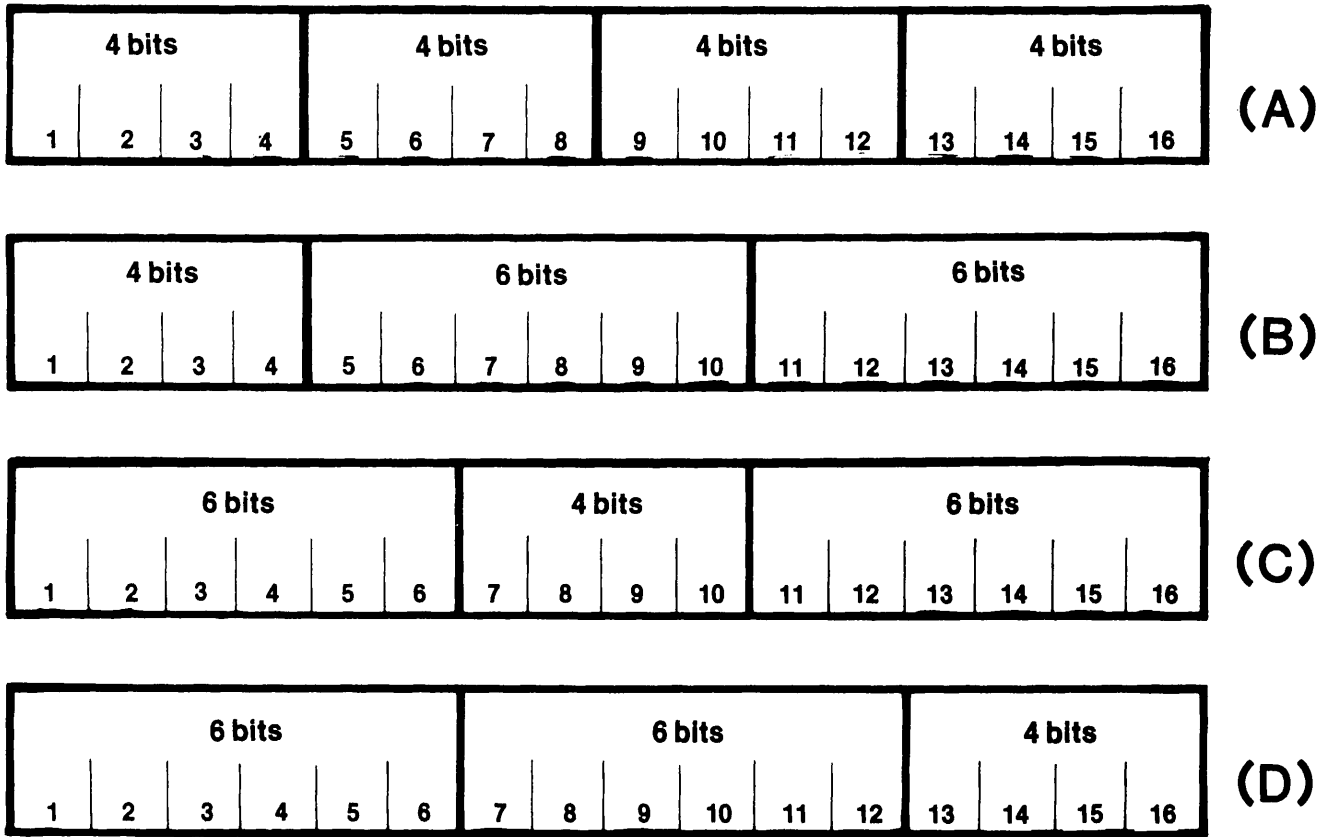 4 bits 4 bits 4 bits 4 bits
(A)
1 2 3 4 5 6 7 8 9 10 11 12 13 14 15 16
4 bits 6 bits 6 bits
(B)
1 2 3 4 5 6 7 8 9 10 11 12 13 14 15 16
6 bits 4 bits 6 bits
(C)
1 2 3 4 5 6 7 8 9 10 11 12 13 14 15 16
6 bits 6 bits 4 bits
(D)
1 2 3 4 5 6 7 8 9 10 11 12 13 14 15 16